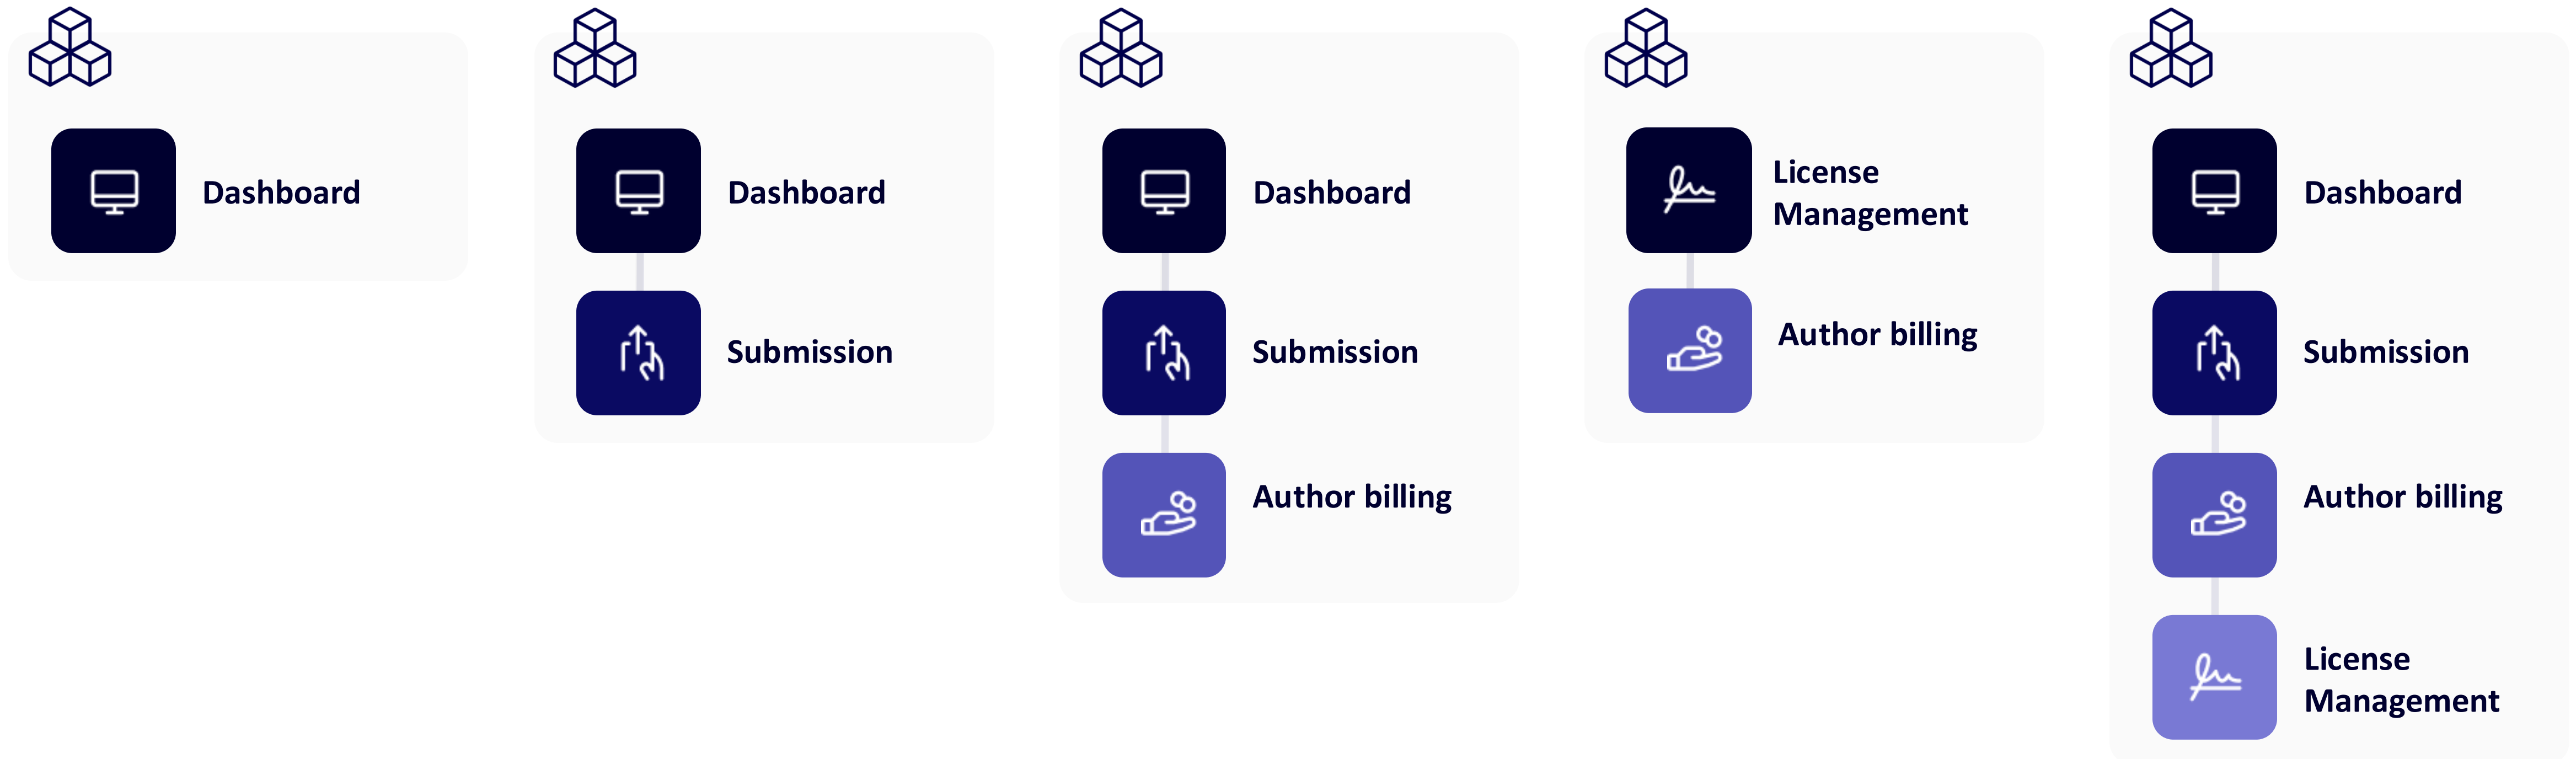 Dashboard
Dashboard
Submission
Dashboard
Submission
Author billing
License
Management
Author billing
Dashboard
Submission
Author billing
License
Management